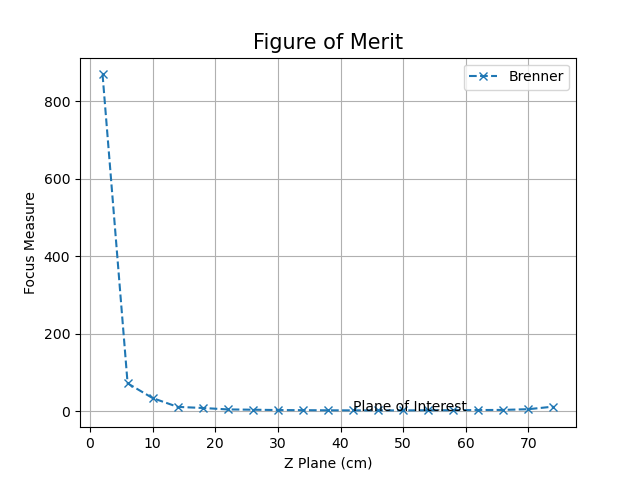 Figure of Merit
Brenner
Focus Measure
800
600
400
200
0
Plane of Interest
0 10 20 30 40 50 60 70
Z Plane (cm)